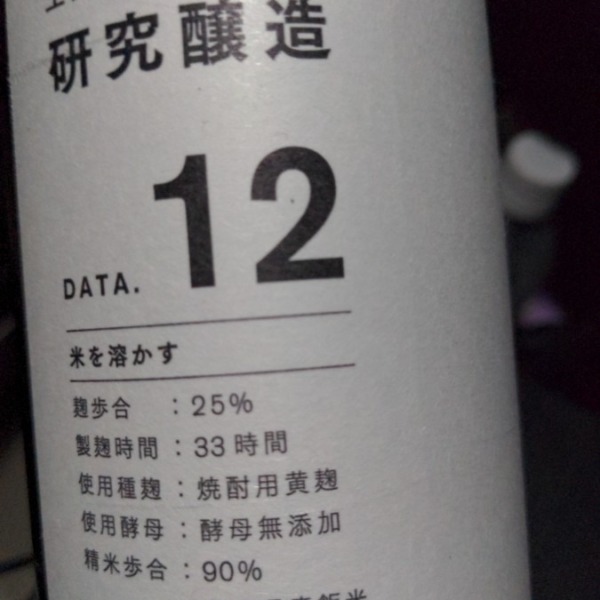 研究醸造
DATA. 12
米を溶かす
麹歩合 : 25%
製麹時間 : 33時間
使用種麹 : 焼酎用黄麹
使用酵母 : 酵母無添加
精米歩合 : 90%